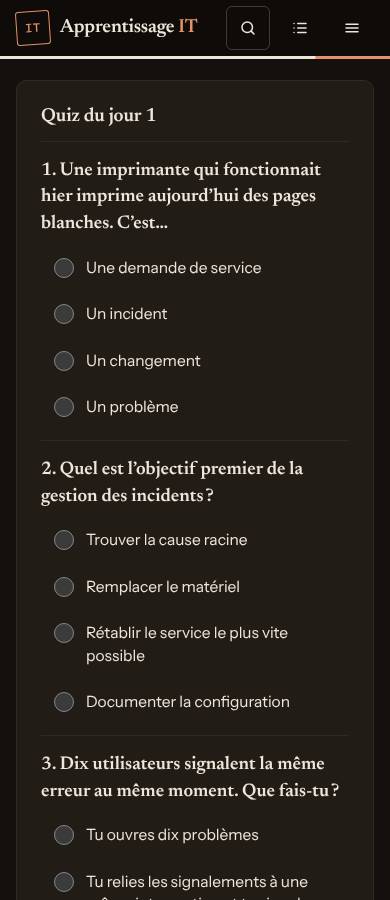 IT Apprentissage IT
Quiz du jour 1
1. Une imprimante qui fonctionnait
hier imprime aujourd’hui des pages
blanches. C’est…
Une demande de service
Un incident
Un changement
Un problème
2. Quel est l’objectif premier de la
gestion des incidents ?
Trouver la cause racine
Remplacer le matériel
Rétablir le service le plus vite
possible
Documenter la configuration
3. Dix utilisateurs signalent la même
erreur au même moment. Que fais-tu ?
Tu ouvres dix problèmes
Tu relies les signalements à une